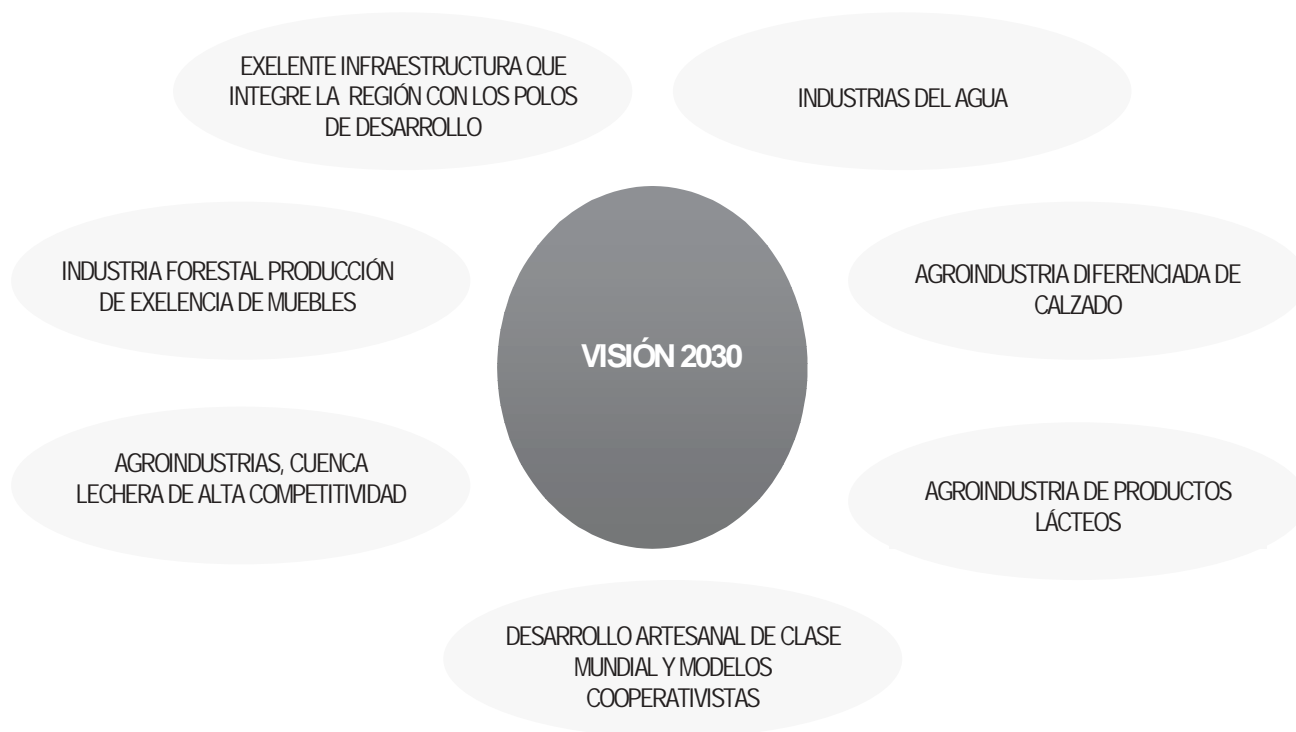 EXELENTE INFRAESTRUCTURA QUE
INTEGRE LA REGIÓN CON LOS POLOS
DE DESARROLLO
INDUSTRIAS DEL AGUA
INDUSTRIA FORESTAL PRODUCCIÓN
DE EXELENCIA DE MUEBLES
AGROINDUSTRIA DIFERENCIADA DE
CALZADO
VISIÓN 2030
AGROINDUSTRIAS, CUENCA
LECHERA DE ALTA COMPETITIVIDAD
AGROINDUSTRIA DE PRODUCTOS
LÁCTEOS
DESARROLLO ARTESANAL DE CLASE
MUNDIAL Y MODELOS
COOPERATIVISTAS